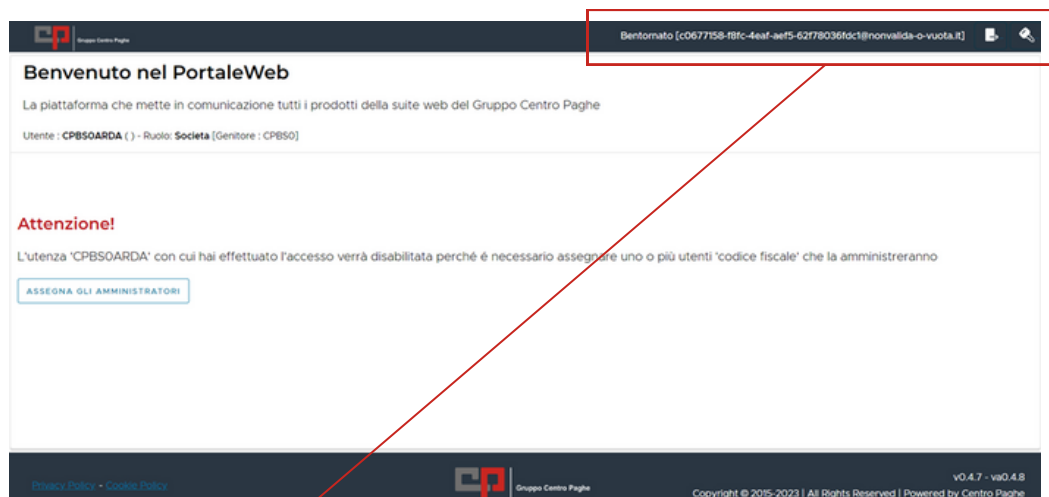 Gruppo Centro Paghe
Bentornato [c0677158-f8fc-4eaf-aef5-62f78036fdc1@nonvalida-o-vuota.it]
Benvenuto nel PortaleWeb
La piattaforma che mette in comunicazione tutti i prodotti della suite web del Gruppo Centro Paghe
Utente : CPBS0ARDA ( ) - Ruolo: Societa [Genitore : CPBS0]
Attenzione!
L'utenza 'CPBS0ARDA' con cui hai effettuato l'accesso verrà disabilitata perché é necessario assegnare uno o più utenti 'codice fiscale' che la amministreranno
ASSEGNA GLI AMMINISTRATORI
Privacy Policy - Cookie Policy
Gruppo Centro Paghe
v0.4.7 - va0.4.8
Copyright © 2015-2023 | All Rights Reserved | Powered by Centro Paghe